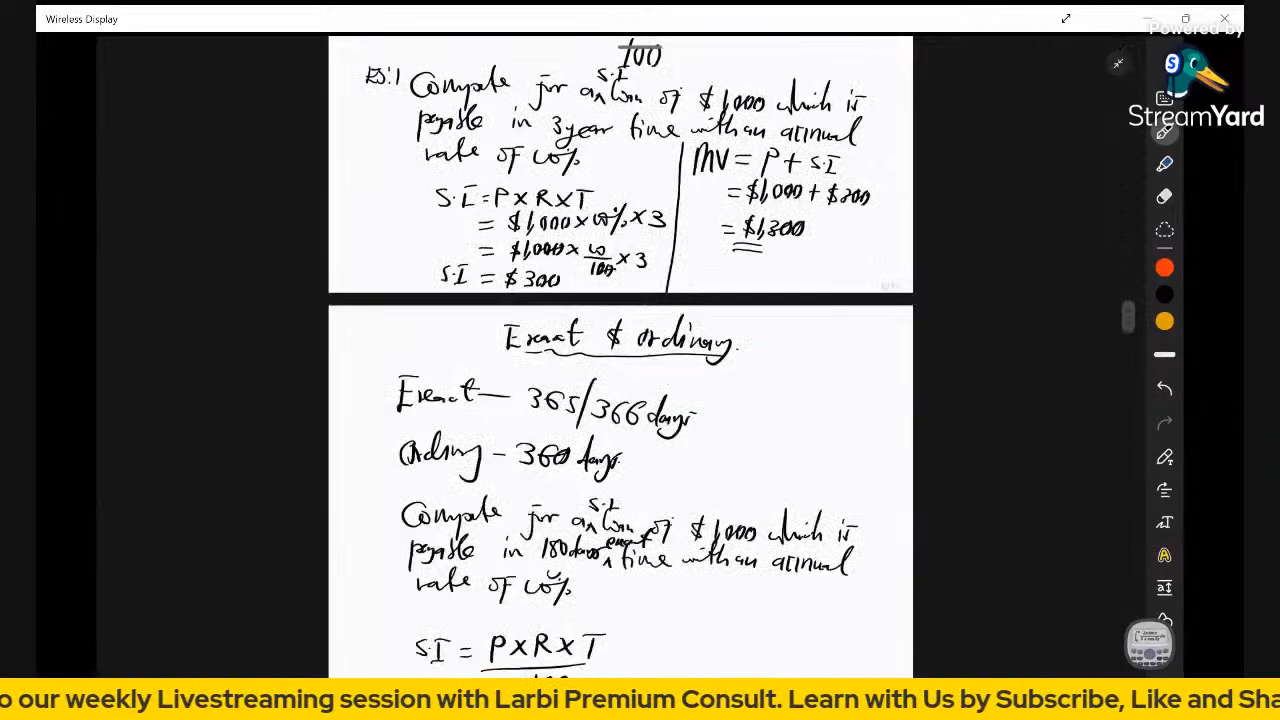 Wireless Display
Powered by
StreamYard
100
Ex:1 Compute for a S.I loan of $1,000 which is
payable in 3 year time with an annual
rate of 10%
S.I = P x R x T
= $1,000 x 10% x 3
= $1,000 x 10/100 x 3
S.I = $300
MV = P + S.I
= $1,000 + $300
= $1,300
Exact & ordinary.
Exact — 365/366 days
Ordinary - 360 days.
Compute for a S.I loan of $1,000 which is
payable in 180 days exact time with an annual
rate of 10%
S.I = P x R x T
o our weekly Livestreaming session with Larbi Premium Consult. Learn with Us by Subscribe, Like and Sha